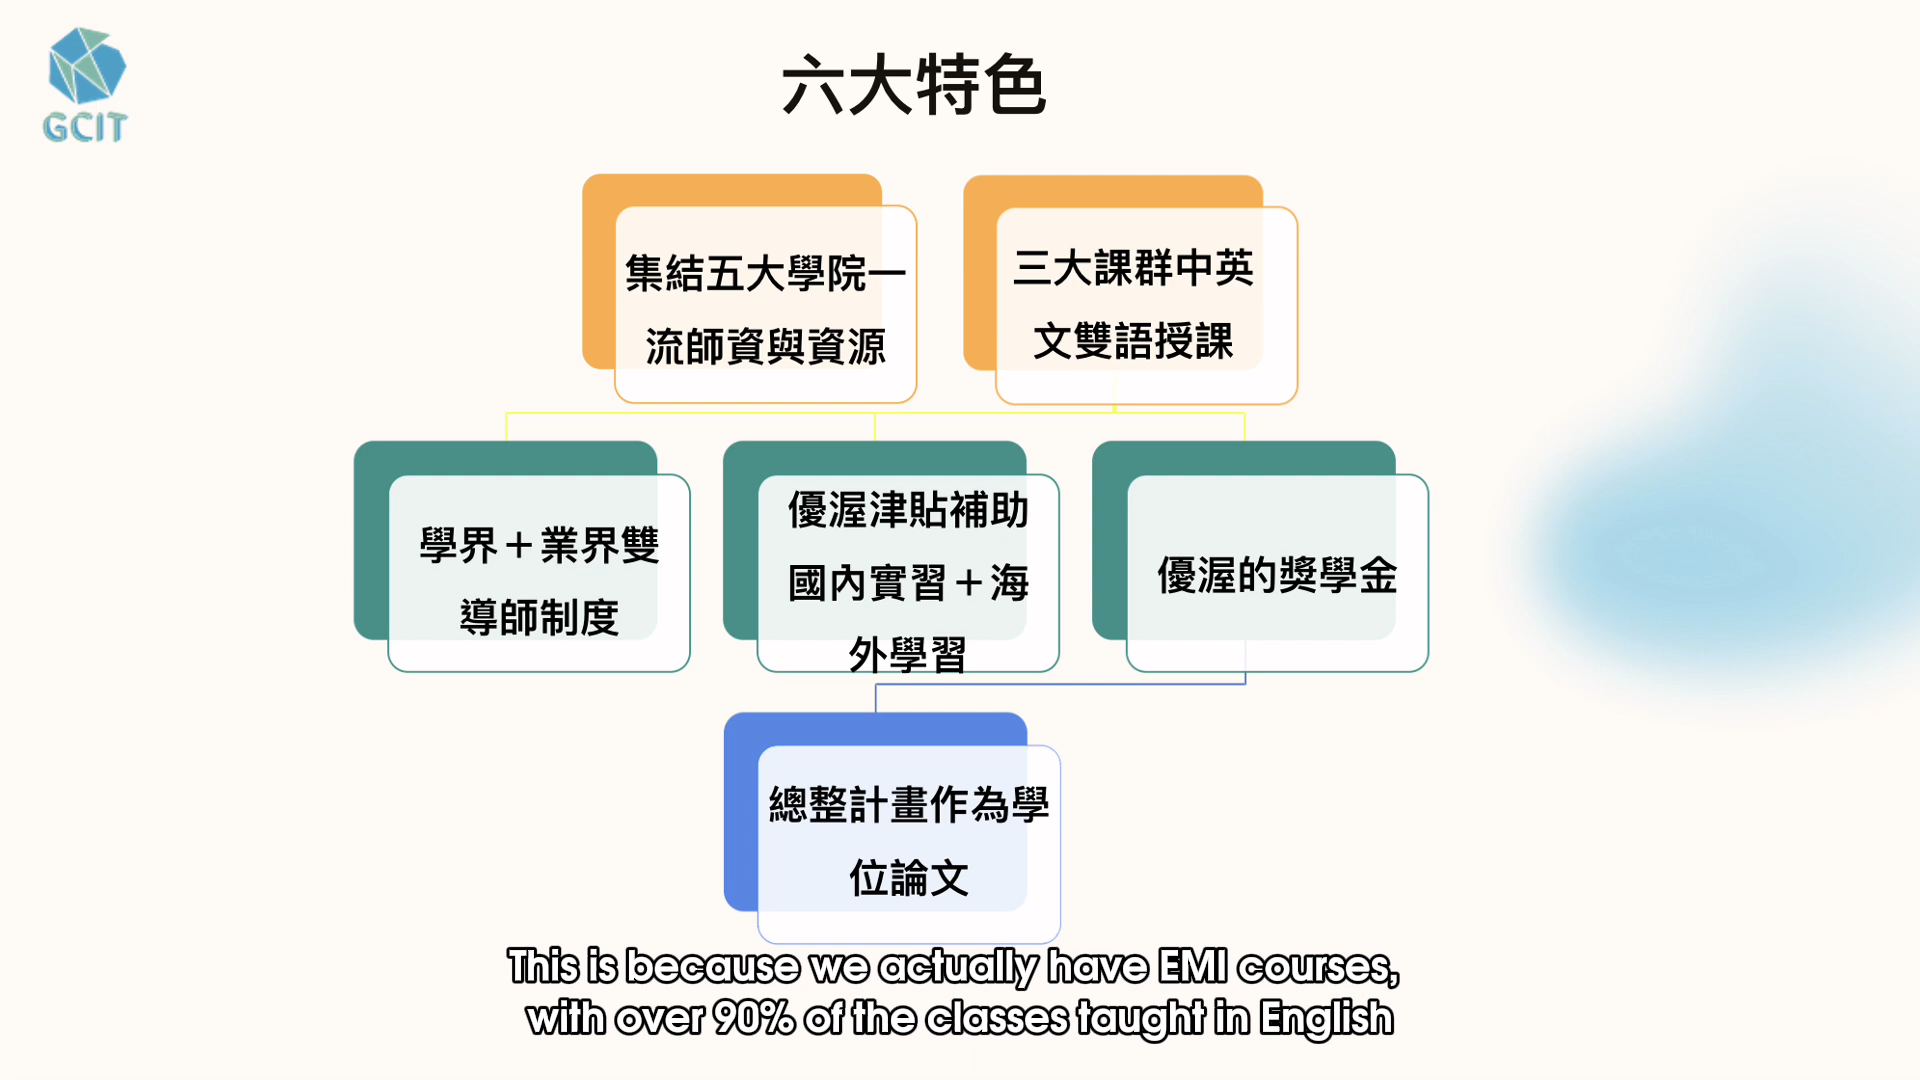 GCIT
六大特色
集結五大學院一
流師資與資源
三大課群中英
文雙語授課
學界＋業界雙
導師制度
優渥津貼補助
國內實習＋海
外學習
優渥的獎學金
總整計畫作為學
位論文
This is because we actually have EMI courses,
with over 90% of the classes taught in English